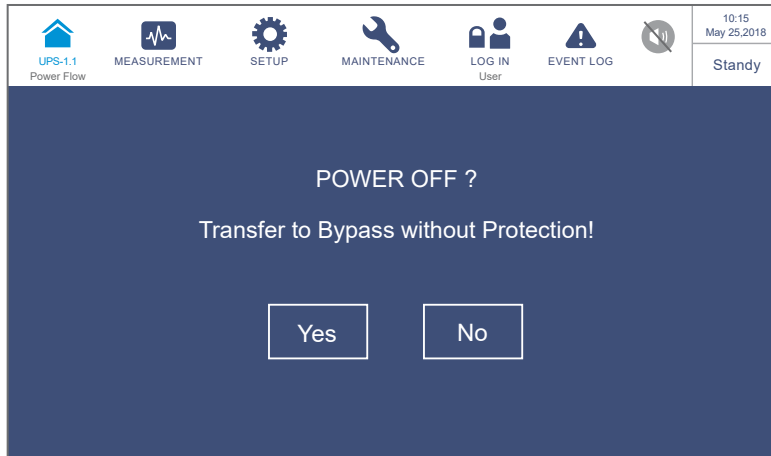 UPS-1.1
Power Flow
MEASUREMENT
SETUP
MAINTENANCE
LOG IN
User
EVENT LOG
10:15
May 25,2018
Standy
POWER OFF ?
Transfer to Bypass without Protection!
Yes
No